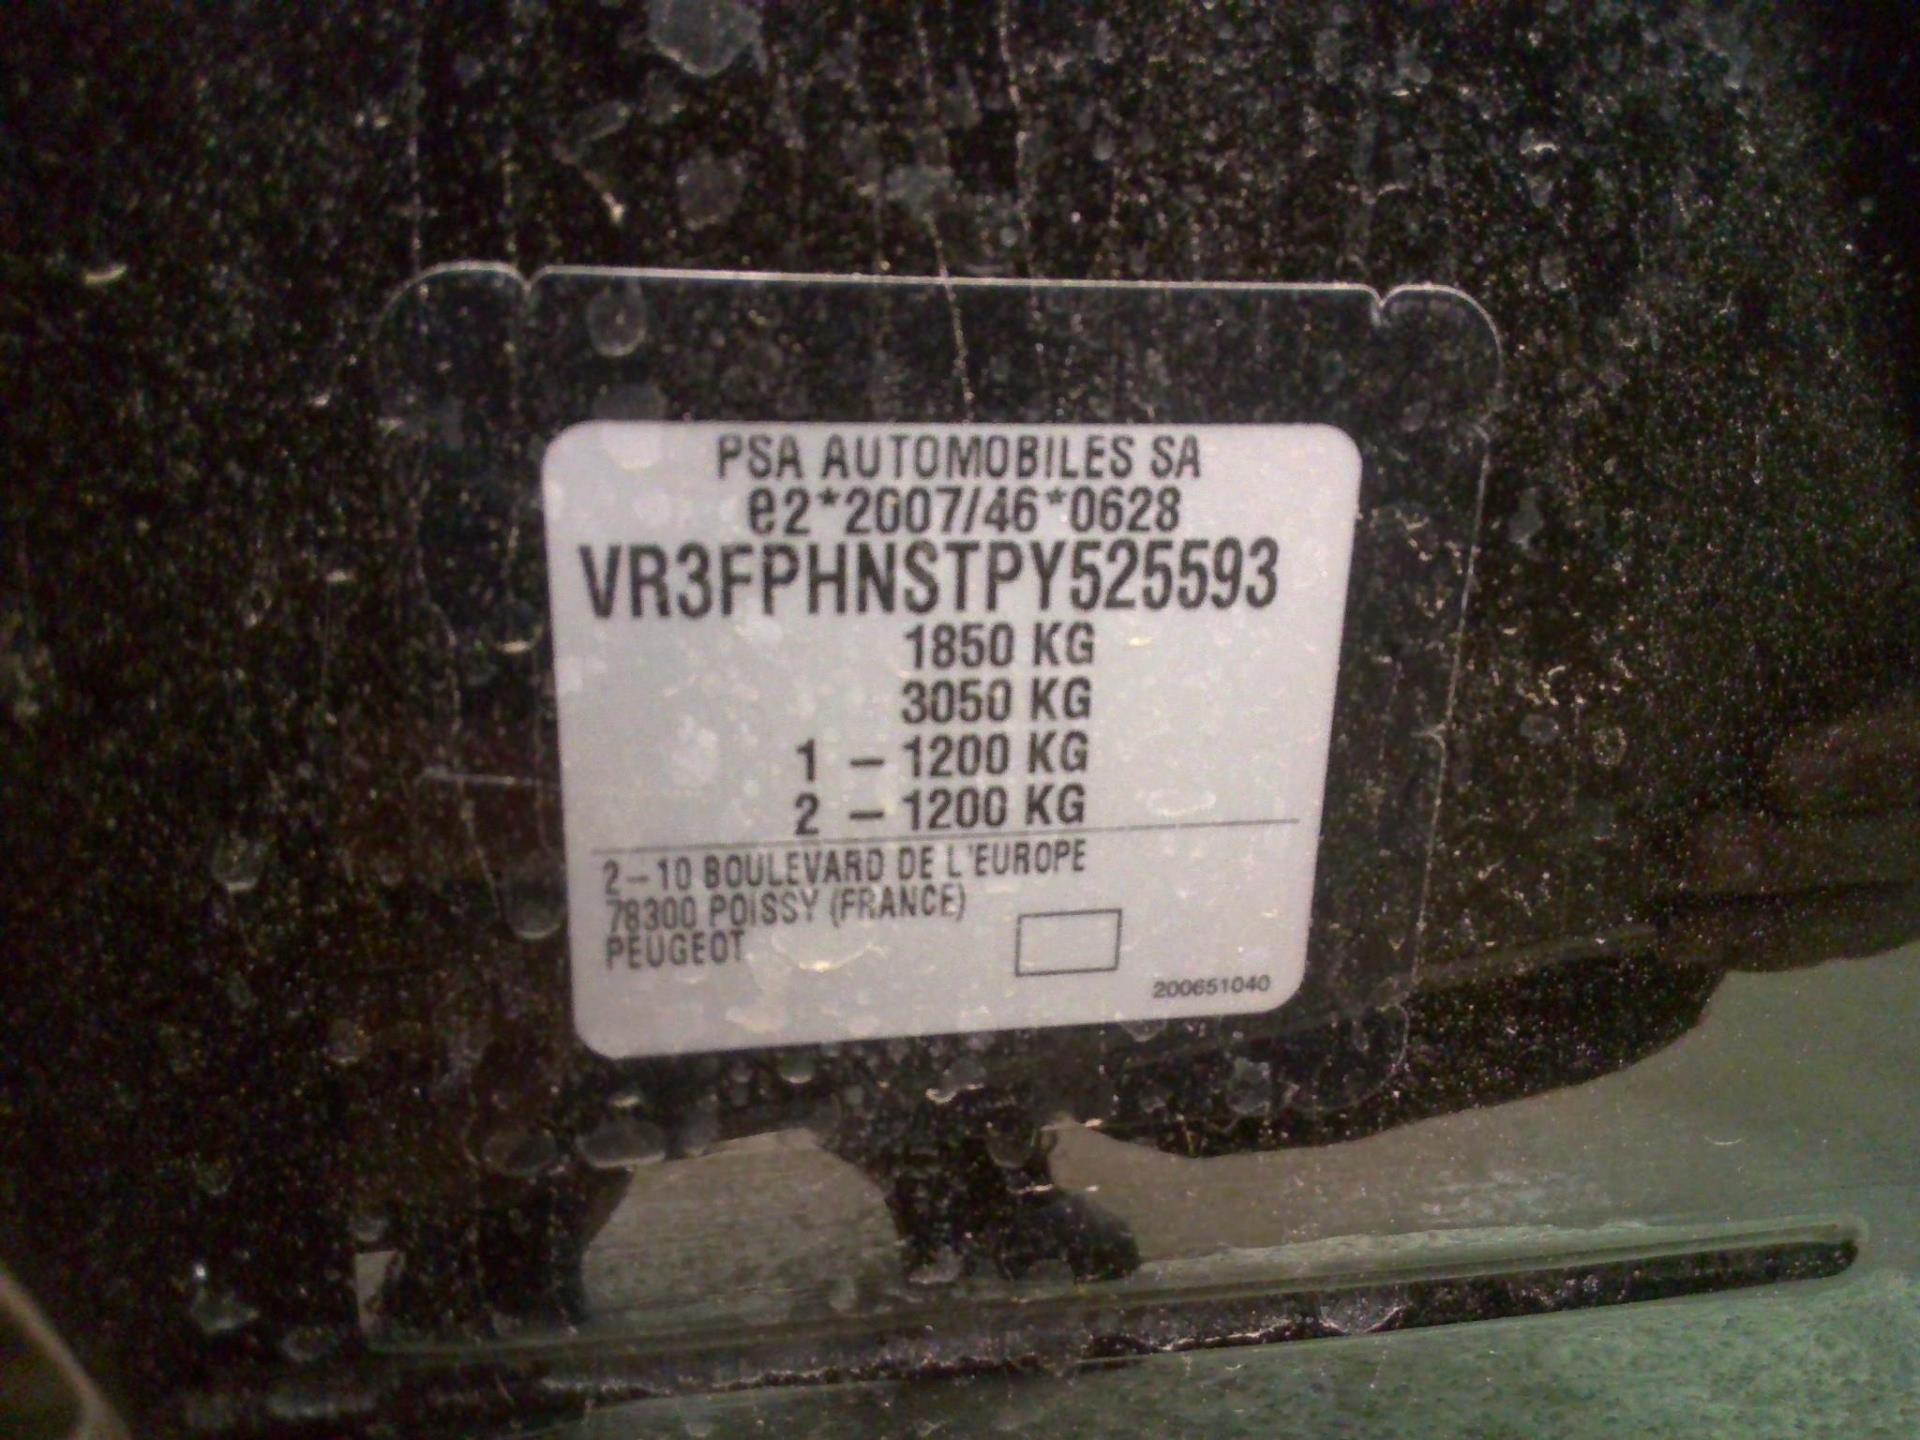 PSA AUTOMOBILES SA
e2*2007/46*0628
VR3FPHNSTPY525593
1850 KG
3050 KG
1 – 1200 KG
2 – 1200 KG
2–10 BOULEVARD DE L'EUROPE
78300 POISSY (FRANCE)
PEUGEOT
200651040